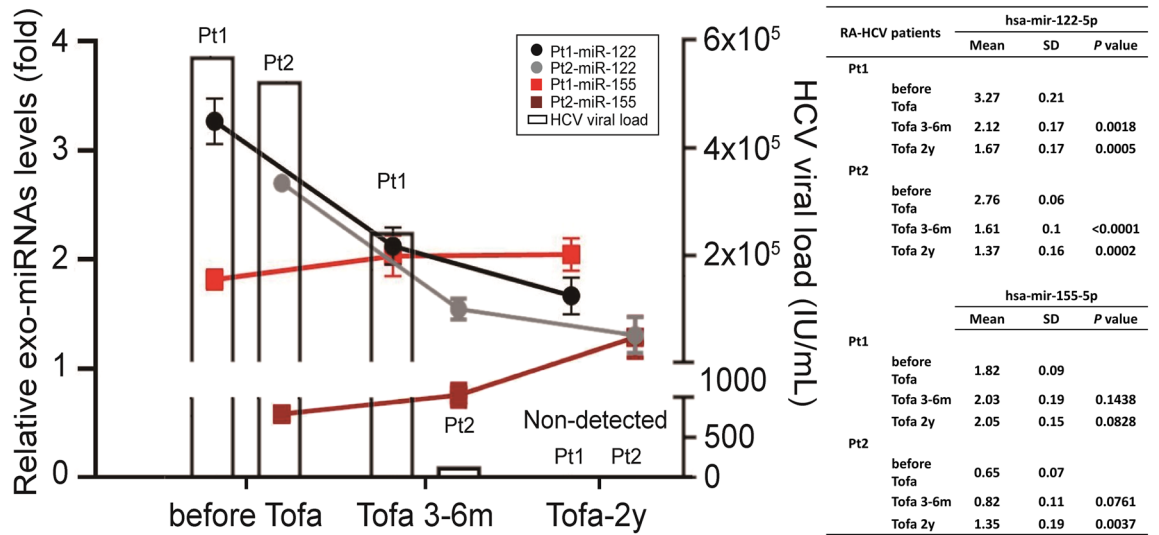 Relative exo-miRNAs levels (fold)
4
3
2
1
0
Pt1
Pt2
Pt1
Pt2
Non-detected
Pt1 Pt2
Pt1-miR-122
Pt2-miR-122
Pt1-miR-155
Pt2-miR-155
HCV viral load
6x10⁵
4x10⁵
2x10⁵
1000
500
0
HCV viral load (IU/mL)
before Tofa Tofa 3-6m Tofa-2y
hsa-mir-122-5p
RA-HCV patients
Mean SD P value
Pt1
before
Tofa 3.27 0.21
Tofa 3-6m 2.12 0.17 0.0018
Tofa 2y 1.67 0.17 0.0005
Pt2
before
Tofa 2.76 0.06
Tofa 3-6m 1.61 0.1 <0.0001
Tofa 2y 1.37 0.16 0.0002
hsa-mir-155-5p
Mean SD P value
Pt1
before
Tofa 1.82 0.09
Tofa 3-6m 2.03 0.19 0.1438
Tofa 2y 2.05 0.15 0.0828
Pt2
before
Tofa 0.65 0.07
Tofa 3-6m 0.82 0.11 0.0761
Tofa 2y 1.35 0.19 0.0037